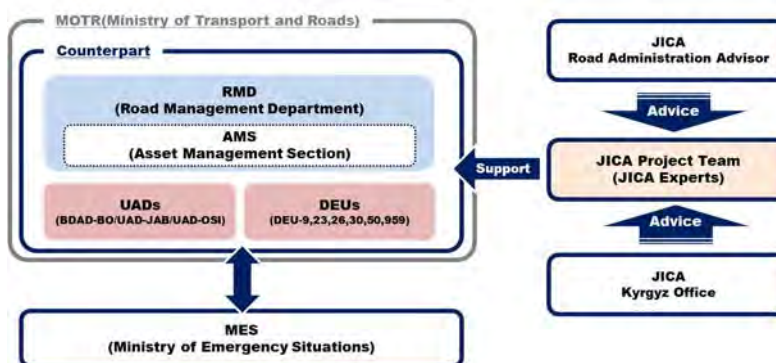 MOTR(Ministry of Transport and Roads)
Counterpart
RMD
(Road Management Department)
AMS
(Asset Management Section)
UADs
(BDAD-BO/UAD-JAB/UAD-OSI)
DEUs
(DEU-9,23,26,30,50,959)
MES
(Ministry of Emergency Situations)
Support
JICA
Road Administration Advisor
Advice
JICA Project Team
(JICA Experts)
Advice
JICA
Kyrgyz Office